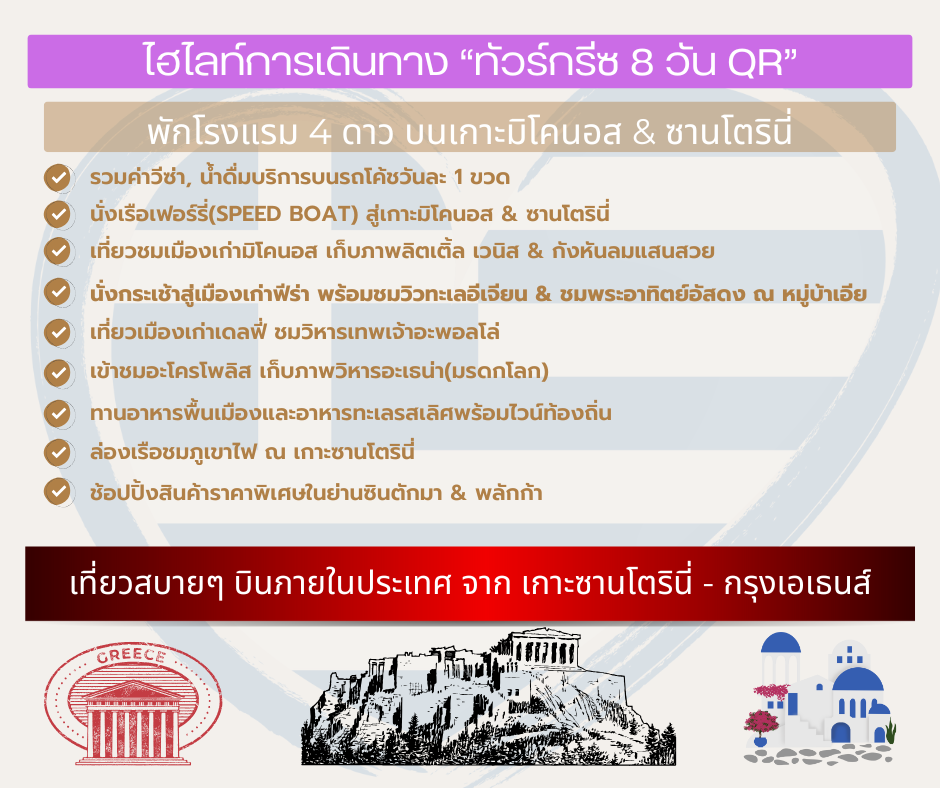 ไฮไลท์การเดินทาง “ทัวร์กรีซ 8 วัน QR”
พักโรงแรม 4 ดาว บนเกาะมิโคนอส & ซานโตรินี่
รวมค่าวีซ่า, น้ำดื่มบริการบนรถโค้ชวันละ 1 ขวด
นั่งเรือเฟอร์รี่(SPEED BOAT) สู่เกาะมิโคนอส & ซานโตรินี่
เที่ยวชมเมืองเก่ามิโคนอส เก็บภาพลิตเติ้ล เวนิส & กังหันลมแสนสวย
นั่งกระเช้าสู่เมืองเก่าฟีร่า พร้อมชมวิวทะเลอีเจียน & ชมพระอาทิตย์อัสดง ณ หมู่บ้าเอีย
เที่ยวเมืองเก่าเดลฟี่ ชมวิหารเทพเจ้าอะพอลโล่
เข้าชมอะโครโพลิส เก็บภาพวิหารอะเธน่า(มรดกโลก)
ทานอาหารพื้นเมืองและอาหารทะเลรสเลิศพร้อมไวน์ท้องถิ่น
ล่องเรือชมภูเขาไฟ ณ เกาะซานโตรินี่
ช้อปปิ้งสินค้าราคาพิเศษในย่านซินตักมา & พลักก้า
เที่ยวสบายๆ บินภายในประเทศ จาก เกาะซานโตรินี่ - กรุงเอเธนส์
GREECE